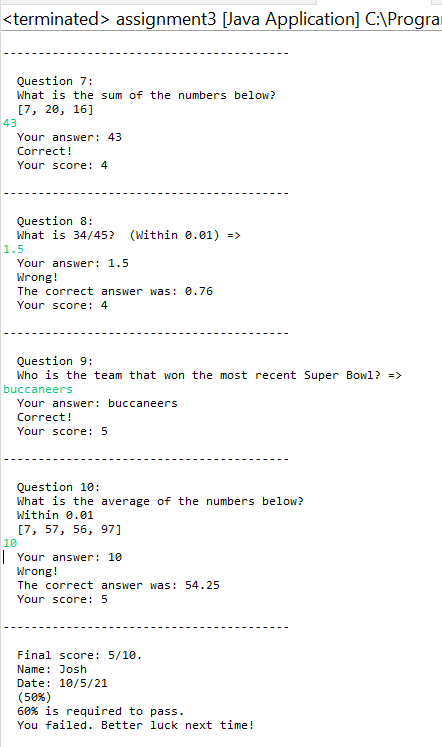 <terminated> assignment3 [Java Application] C:\Progra
-----------------------------------------
Question 7:
What is the sum of the numbers below?
[7, 20, 16]
43
Your answer: 43
Correct!
Your score: 4
-----------------------------------------
Question 8:
What is 34/45?  (Within 0.01) =>
1.5
Your answer: 1.5
Wrong!
The correct answer was: 0.76
Your score: 4
-----------------------------------------
Question 9:
Who is the team that won the most recent Super Bowl? =>
buccaneers
Your answer: buccaneers
Correct!
Your score: 5
-----------------------------------------
Question 10:
What is the average of the numbers below?
Within 0.01
[7, 57, 56, 97]
10
Your answer: 10
Wrong!
The correct answer was: 54.25
Your score: 5
-----------------------------------------
Final score: 5/10.
Name: Josh
Date: 10/5/21
(50%)
60% is required to pass.
You failed. Better luck next time!